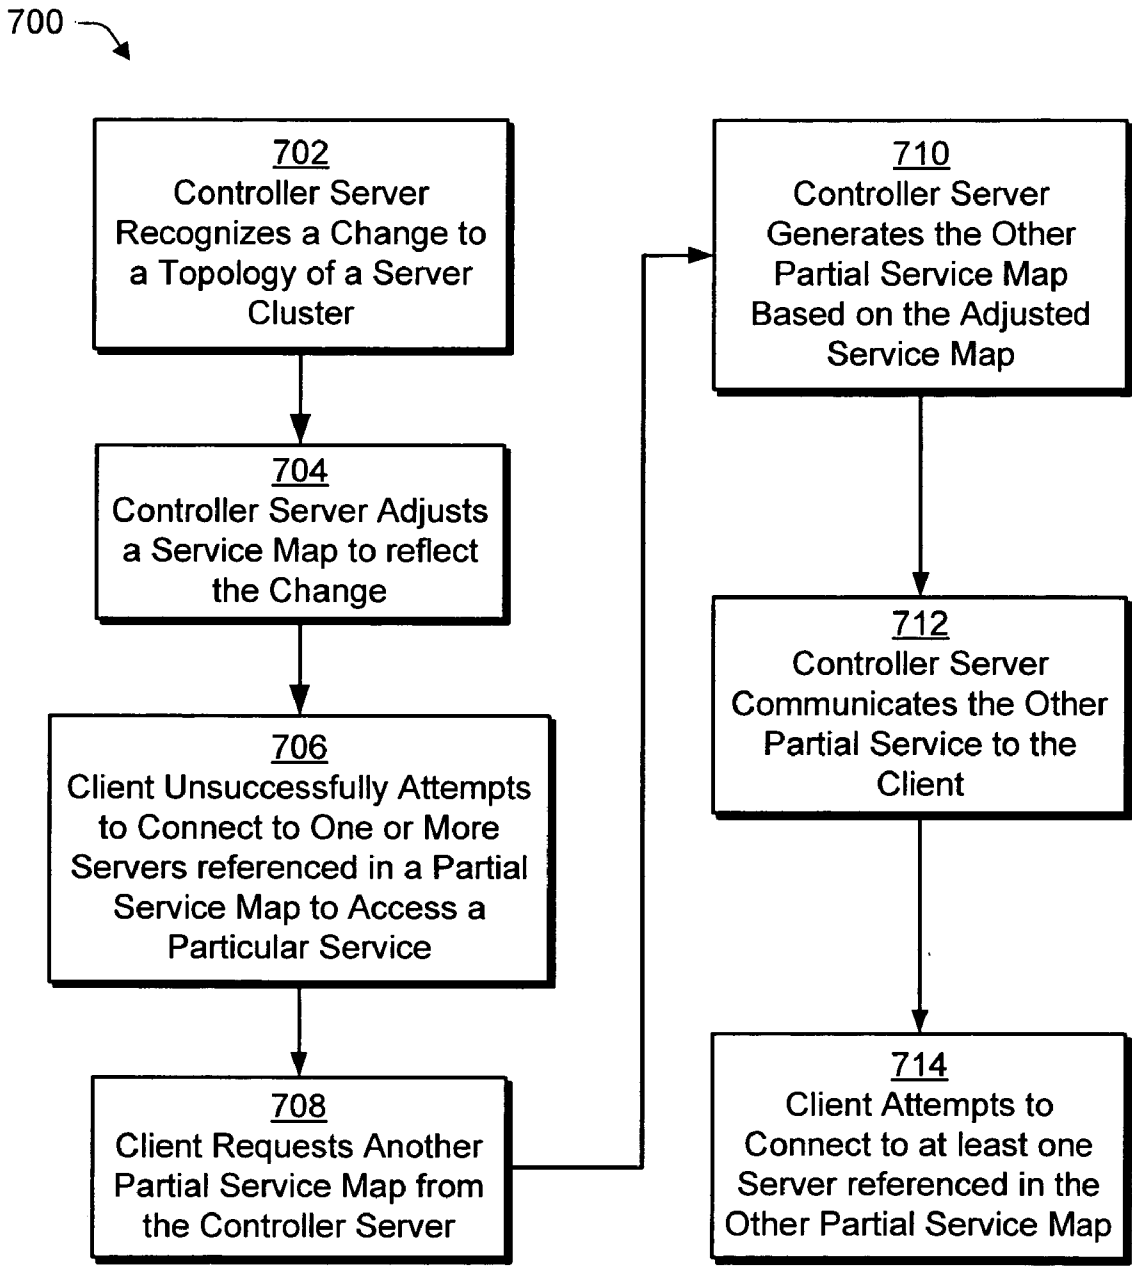 700
702
Controller Server
Recognizes a Change to
a Topology of a Server
Cluster
704
Controller Server Adjusts
a Service Map to reflect
the Change
706
Client Unsuccessfully Attempts
to Connect to One or More
Servers referenced in a Partial
Service Map to Access a
Particular Service
708
Client Requests Another
Partial Service Map from
the Controller Server
710
Controller Server
Generates the Other
Partial Service Map
Based on the Adjusted
Service Map
712
Controller Server
Communicates the Other
Partial Service to the
Client
714
Client Attempts to
Connect to at least one
Server referenced in the
Other Partial Service Map